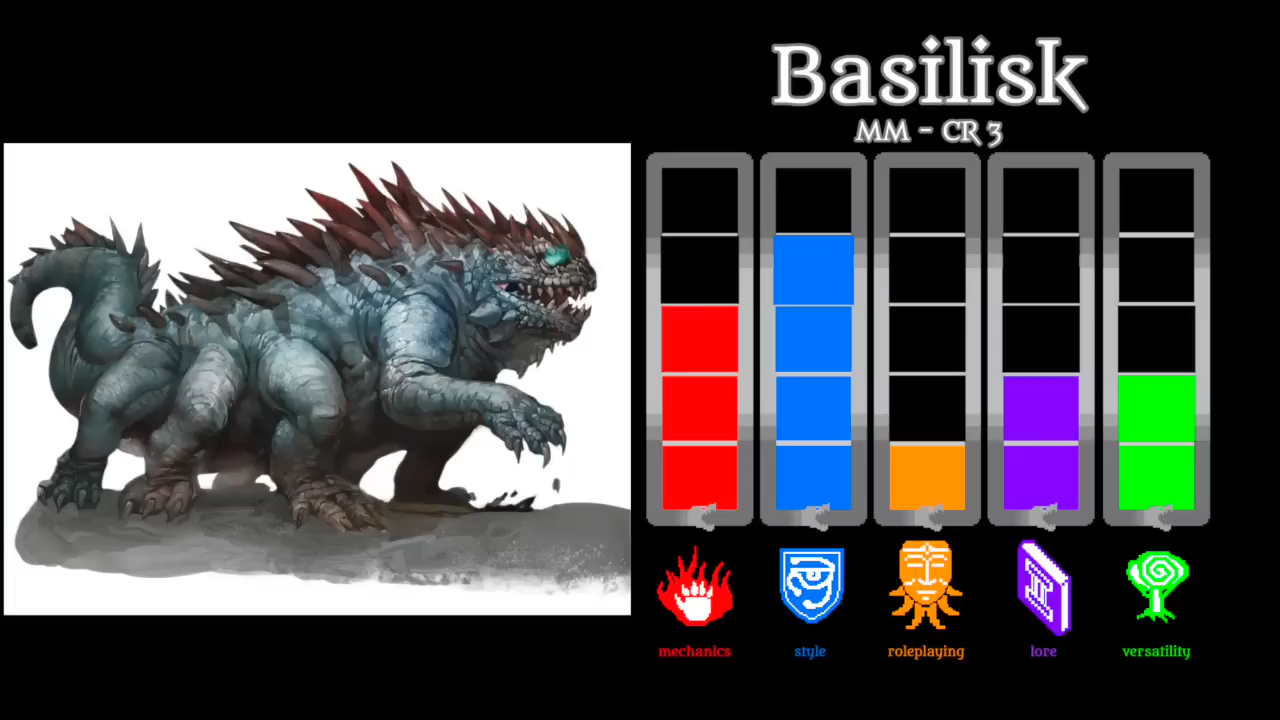 Basilisk
MM - CR 3
mechanics
style
roleplaying
lore
versatility